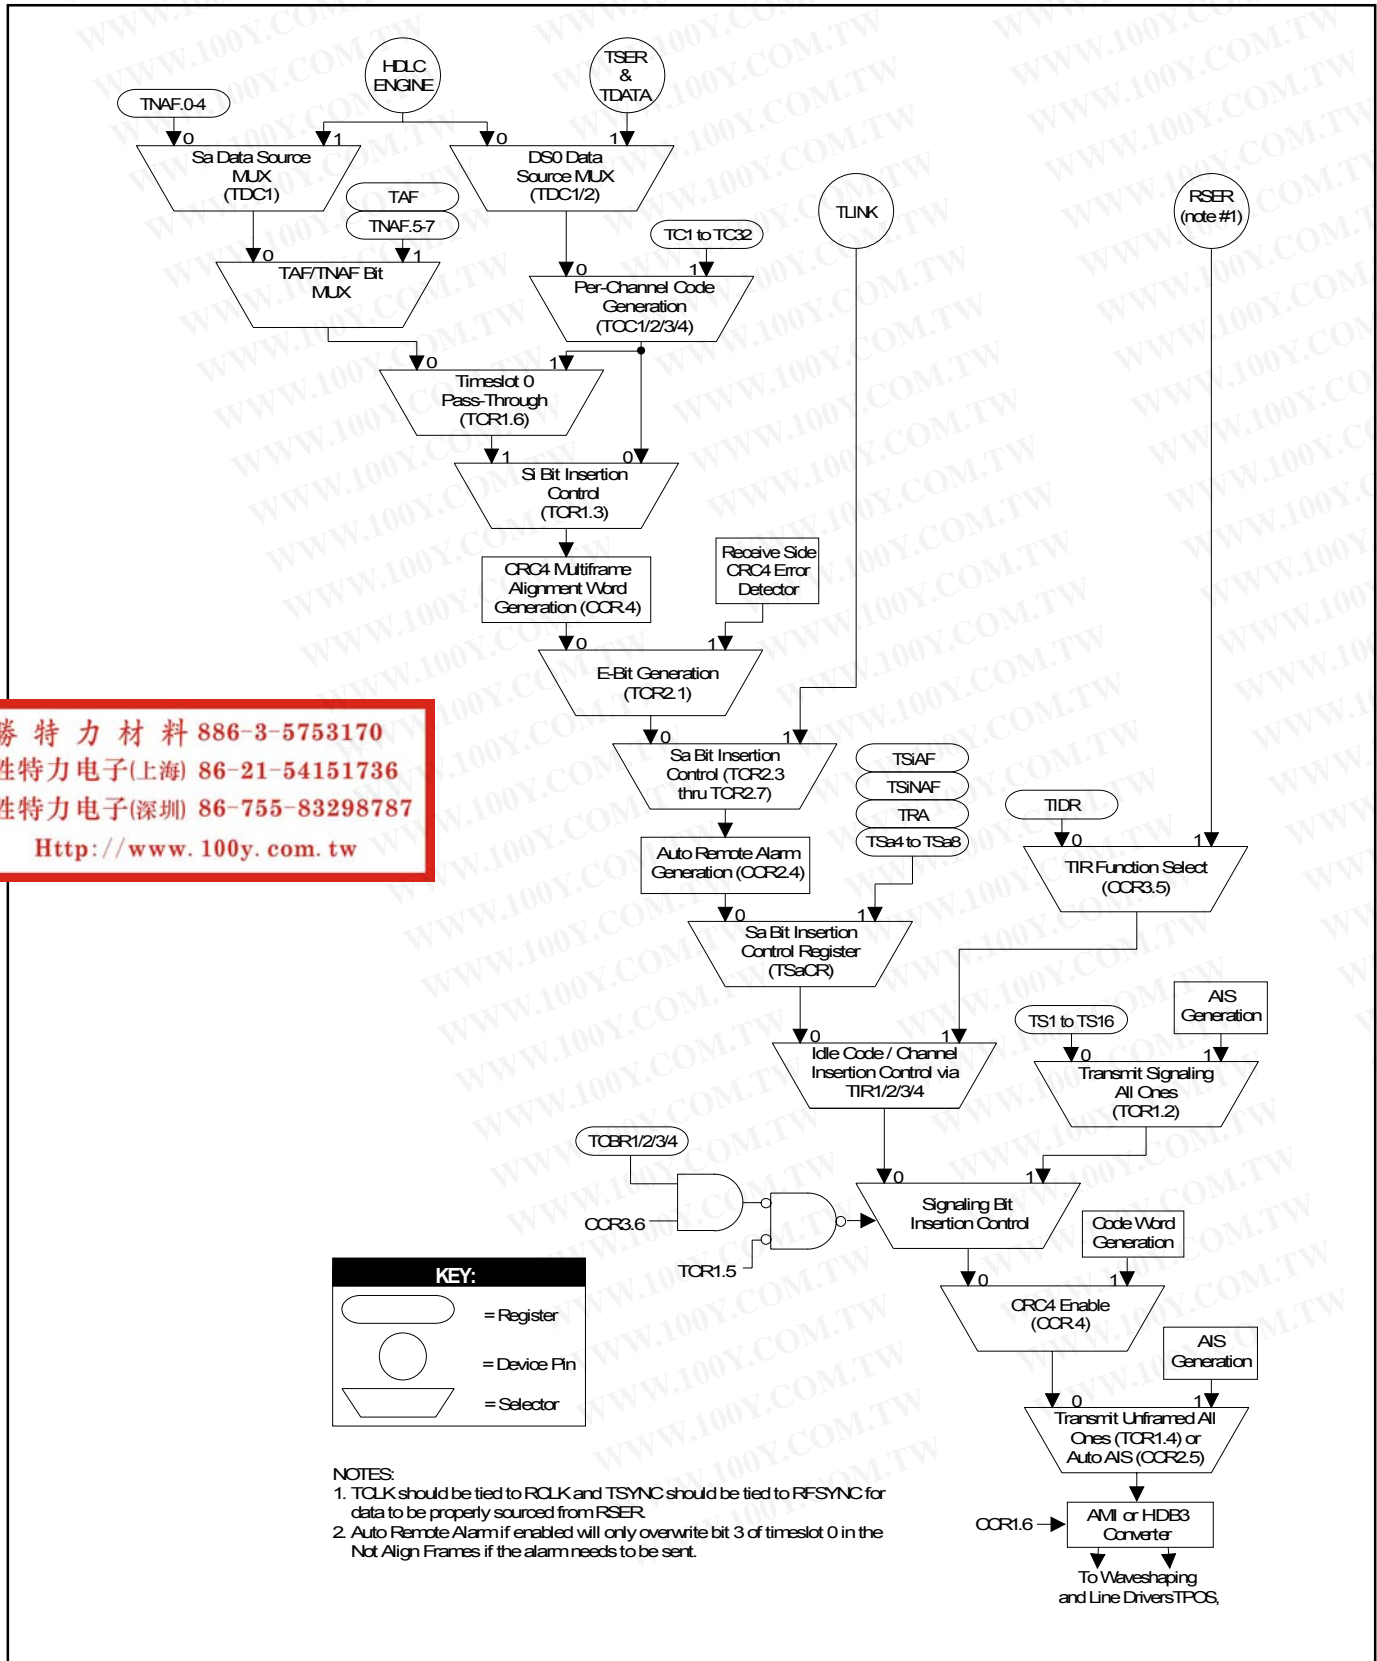 HDLC
ENGINE
TSER
&
TDATA
TNAF.0-4
0
1
0
1
Sa Data Source
MUX
(TDC1)
DS0 Data
Source MUX
(TDC1/2)
TAF
TNAF.5-7
TLINK
RSER
(note #1)
TC1 to TC32
0
1
TAF/TNAF Bit
MUX
0
1
Per-Channel Code
Generation
(TCC1/2/3/4)
0
1
Timeslot 0
Pass-Through
(TCR1.6)
1
0
Si Bit Insertion
Control
(TCR1.3)
CRC4 Multiframe
Alignment Word
Generation (CCR.4)
Receive Side
CRC4 Error
Detector
0
1
E-Bit Generation
(TCR2.1)
0
1
Sa Bit Insertion
Control (TCR2.3
thru TCR2.7)
TSiAF
TSiNAF
TRA
TSa4 to TSa8
TIDR
0
1
TIR Function Select
(CCR3.5)
Auto Remote Alarm
Generation (CCR2.4)
0
1
Sa Bit Insertion
Control Register
(TSaCR)
AIS
Generation
TS1 to TS16
0
1
Idle Code / Channel
Insertion Control via
TIR1/2/3/4
0
1
Transmit Signaling
All Ones
(TCR1.2)
TCBR1/2/3/4
CCR3.6
TCR1.5
0
1
Signaling Bit
Insertion Control
Code Word
Generation
0
1
CRC4 Enable
(CCR.4)
AIS
Generation
0
1
Transmit Unframed All
Ones (TCR1.4) or
Auto AIS (CCR2.5)
CCR1.6
AMI or HDB3
Converter
To Waveshaping
and Line DriversTPOS,
KEY:
= Register
= Device Pin
= Selector
NOTES:
1. TCLK should be tied to RCLK and TSYNC should be tied to RFSYNC for
data to be properly sourced from RSER.
2. Auto Remote Alarm if enabled will only overwrite bit 3 of timeslot 0 in the
Not Align Frames if the alarm needs to be sent.
特 力 材 料 886-3-5753170
特力电子(上海) 86-21-54151736
特力电子(深圳) 86-755-83298787
Http://www.100y.com.tw
WWW.100Y.COM.TW